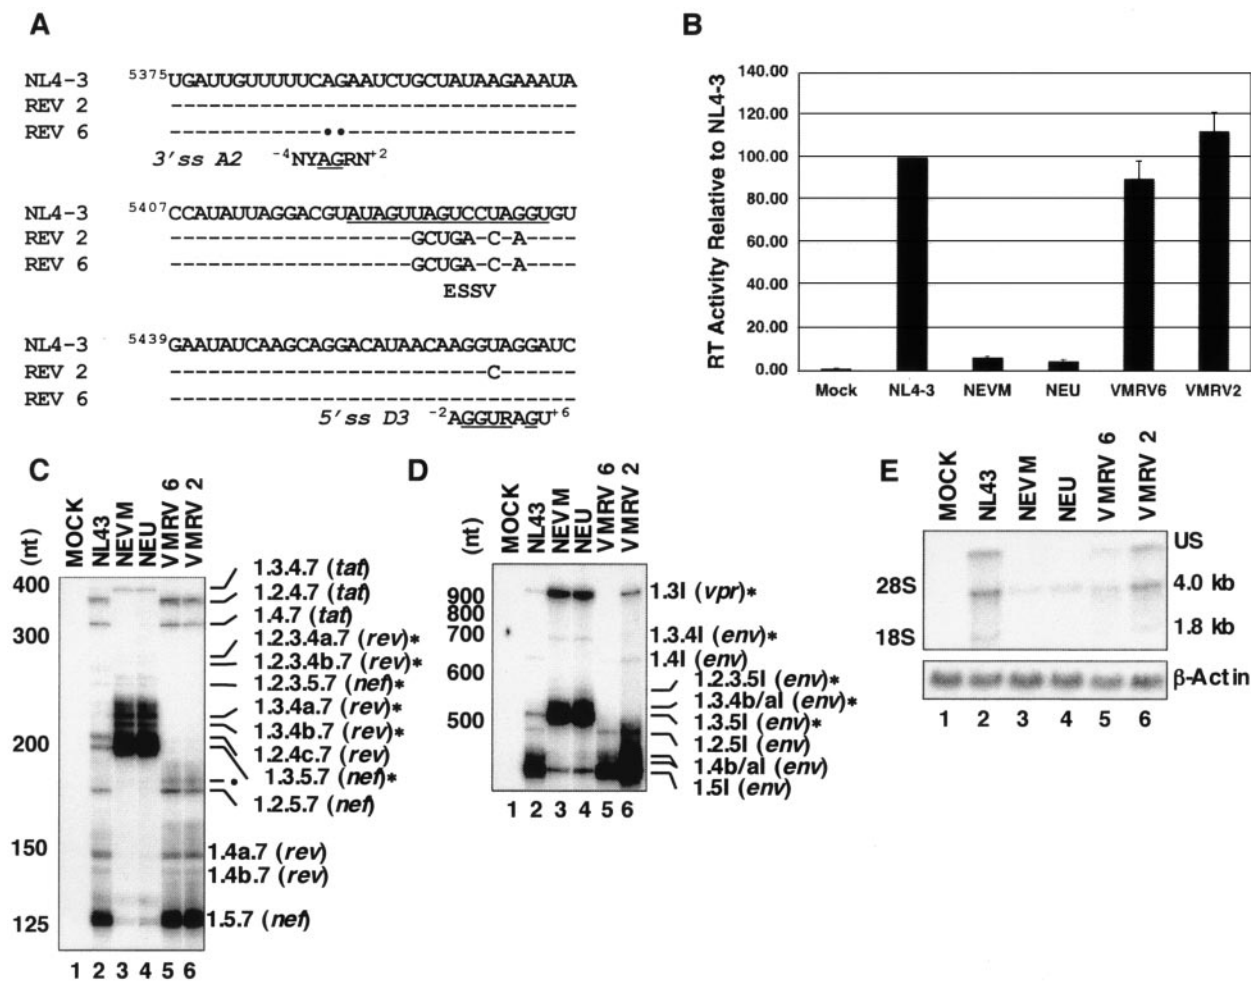 A
NL4-3 5375UGAUUGUUUUUCAGAAUCUGCUAUAAGAAAUA
REV 2 --------------------------------
REV 6 -----------••-----------------
3'ss A2 -4NYAGRN+2
NL4-3 5407CCAUAUUAGGACGUAUAGUUAGUCCUAGGUGU
REV 2 -----------------GCUGA-C-A----
REV 6 -----------------GCUGA-C-A----
ESSV
NL4-3 5439GAAUAUCAAGCAGGACAUAACAAGGUAGGAUC
REV 2 -----------------------C-----
REV 6 --------------------------------
5'ss D3 -2AGGURAGU+6
B
RT Activity Relative to NL4-3
140.00
120.00
100.00
80.00
60.00
40.00
20.00
0.00
Mock NL4-3 NEVM NEU VMRV6 VMRV2
C
(nt)
MOCK NL43 NEVM NEU VMRV 6 VMRV 2
400
300
200
150
125
1.3.4.7 (tat)
1.2.4.7 (tat)
1.4.7 (tat)
1.2.3.4a.7 (rev)*
1.2.3.4b.7 (rev)*
1.2.3.5.7 (nef)*
1.3.4a.7 (rev)*
1.3.4b.7 (rev)*
1.2.4c.7 (rev)
1.3.5.7 (nef)*
•
1.2.5.7 (nef)
1.4a.7 (rev)
1.4b.7 (rev)
1.5.7 (nef)
1 2 3 4 5 6
D
(nt)
MOCK NL43 NEVM NEU VMRV 6 VMRV 2
900
800
700
600
500
1.3I (vpr)*
1.3.4I (env)*
1.4I (env)
1.2.3.5I (env)*
1.3.4b/aI (env)*
1.3.5I (env)*
1.2.5I (env)
1.4b/aI (env)
1.5I (env)
1 2 3 4 5 6
E
MOCK NL43 NEVM NEU VMRV 6 VMRV 2
28S
18S
US
4.0 kb
1.8 kb
β-Actin
1 2 3 4 5 6